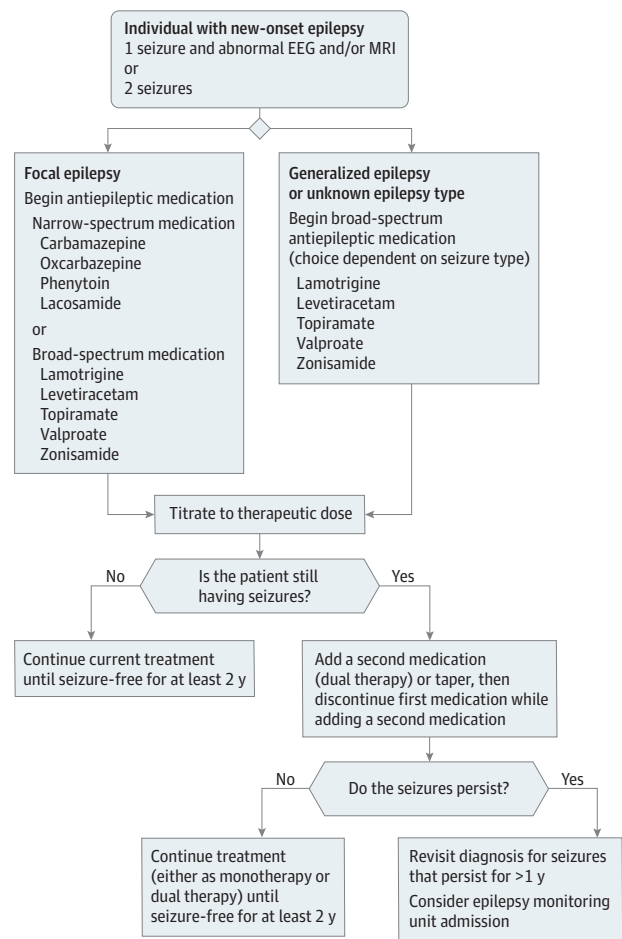 Individual with new-onset epilepsy
1 seizure and abnormal EEG and/or MRI
or
2 seizures
Focal epilepsy
Begin antiepileptic medication
Narrow-spectrum medication
Carbamazepine
Oxcarbazepine
Phenytoin
Lacosamide
or
Broad-spectrum medication
Lamotrigine
Levetiracetam
Topiramate
Valproate
Zonisamide
Generalized epilepsy
or unknown epilepsy type
Begin broad-spectrum
antiepileptic medication
(choice dependent on seizure type)
Lamotrigine
Levetiracetam
Topiramate
Valproate
Zonisamide
Titrate to therapeutic dose
Is the patient still
having seizures?
No
Yes
Continue current treatment
until seizure-free for at least 2 y
Add a second medication
(dual therapy) or taper, then
discontinue first medication while
adding a second medication
Do the seizures persist?
No
Yes
Continue treatment
(either as monotherapy or
dual therapy) until
seizure-free for at least 2 y
Revisit diagnosis for seizures
that persist for >1 y
Consider epilepsy monitoring
unit admission